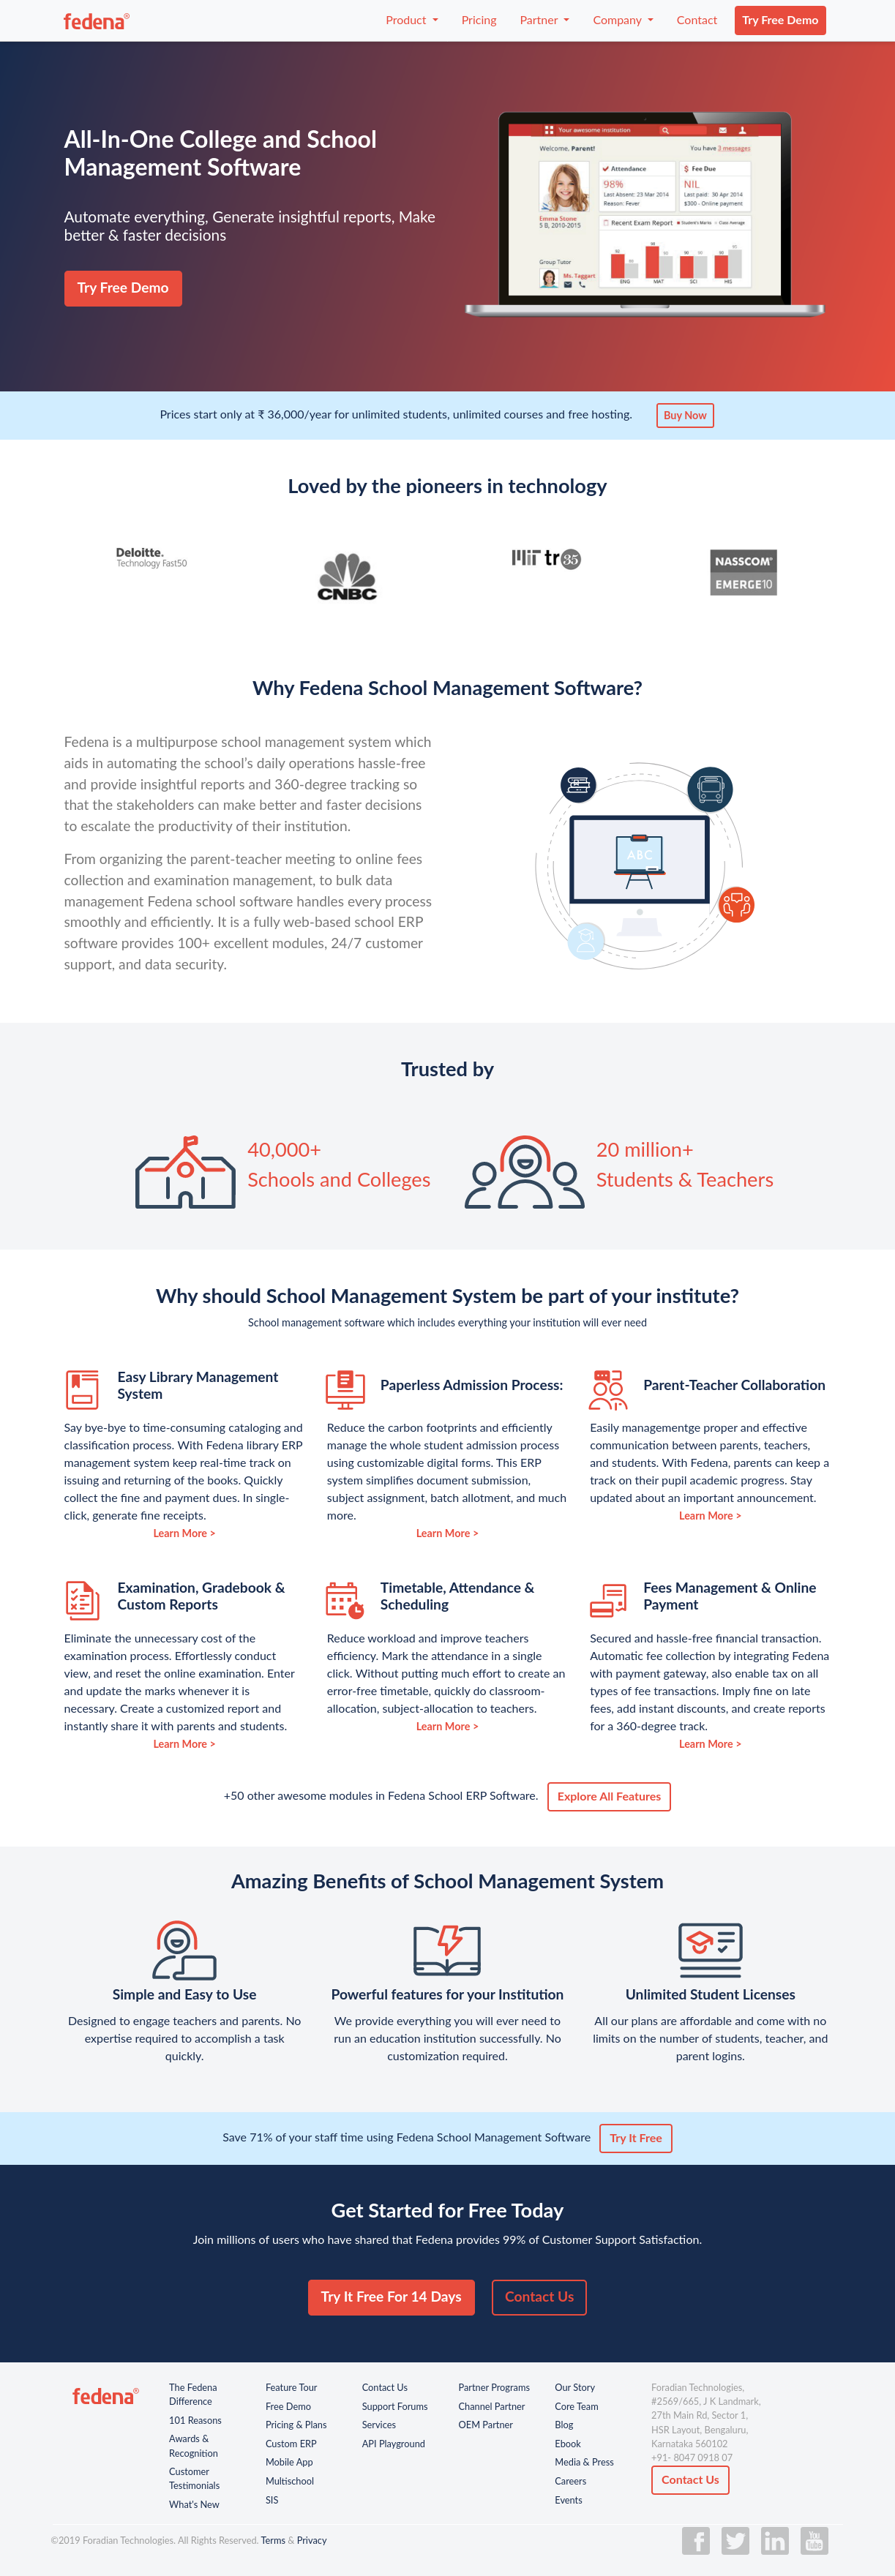 fedena®
Product
Pricing
Partner
Company
Contact
Try Free Demo
All-In-One College and School
Management Software
Automate everything, Generate insightful reports, Make
better & faster decisions
Try Free Demo
Your awesome institution
Welcome, Parent!
You have 3 messages
Emma Stone
5 B, 2010-2015
Attendance
98%
Last Absent: 23 Mar 2014
Reason: Fever
Fee Due
NIL
Last paid: 30 Apr 2014
$300 - Online payment
Recent Exam Report
Student's Marks
Class Average
ENG
MAT
SCI
HIS
Group Tutor
Ms. Taggart
Prices start only at ₹ 36,000/year for unlimited students, unlimited courses and free hosting.
Buy Now
Loved by the pioneers in technology
Deloitte.
Technology Fast50
CNBC
MIT tr 35
NASSCOM®
EMERGE10
Why Fedena School Management Software?
Fedena is a multipurpose school management system which
aids in automating the school's daily operations hassle-free
and provide insightful reports and 360-degree tracking so
that the stakeholders can make better and faster decisions
to escalate the productivity of their institution.
From organizing the parent-teacher meeting to online fees
collection and examination management, to bulk data
management Fedena school software handles every process
smoothly and efficiently. It is a fully web-based school ERP
software provides 100+ excellent modules, 24/7 customer
support, and data security.
ABC
Trusted by
40,000+
Schools and Colleges
20 million+
Students & Teachers
Why should School Management System be part of your institute?
School management software which includes everything your institution will ever need
Easy Library Management
System
Say bye-bye to time-consuming cataloging and
classification process. With Fedena library ERP
management system keep real-time track on
issuing and returning of the books. Quickly
collect the fine and payment dues. In single-
click, generate fine receipts.
Learn More >
Paperless Admission Process:
Reduce the carbon footprints and efficiently
manage the whole student admission process
using customizable digital forms. This ERP
system simplifies document submission,
subject assignment, batch allotment, and much
more.
Learn More >
Parent-Teacher Collaboration
Easily managementge proper and effective
communication between parents, teachers,
and students. With Fedena, parents can keep a
track on their pupil academic progress. Stay
updated about an important announcement.
Learn More >
Examination, Gradebook &
Custom Reports
Eliminate the unnecessary cost of the
examination process. Effortlessly conduct
view, and reset the online examination. Enter
and update the marks whenever it is
necessary. Create a customized report and
instantly share it with parents and students.
Learn More >
Timetable, Attendance &
Scheduling
Reduce workload and improve teachers
efficiency. Mark the attendance in a single
click. Without putting much effort to create an
error-free timetable, quickly do classroom-
allocation, subject-allocation to teachers.
Learn More >
Fees Management & Online
Payment
Secured and hassle-free financial transaction.
Automatic fee collection by integrating Fedena
with payment gateway, also enable tax on all
types of fee transactions. Imply fine on late
fees, add instant discounts, and create reports
for a 360-degree track.
Learn More >
+50 other awesome modules in Fedena School ERP Software.
Explore All Features
Amazing Benefits of School Management System
Simple and Easy to Use
Designed to engage teachers and parents. No
expertise required to accomplish a task
quickly.
Powerful features for your Institution
We provide everything you will ever need to
run an education institution successfully. No
customization required.
Unlimited Student Licenses
All our plans are affordable and come with no
limits on the number of students, teacher, and
parent logins.
Save 71% of your staff time using Fedena School Management Software
Try It Free
Get Started for Free Today
Join millions of users who have shared that Fedena provides 99% of Customer Support Satisfaction.
Try It Free For 14 Days
Contact Us
fedena®
The Fedena
Difference
101 Reasons
Awards &
Recognition
Customer
Testimonials
What's New
Feature Tour
Free Demo
Pricing & Plans
Custom ERP
Mobile App
Multischool
SIS
Contact Us
Support Forums
Services
API Playground
Partner Programs
Channel Partner
OEM Partner
Our Story
Core Team
Blog
Ebook
Media & Press
Careers
Events
Foradian Technologies,
#2569/665, J K Landmark,
27th Main Rd, Sector 1,
HSR Layout, Bengaluru,
Karnataka 560102
+91- 8047 0918 07
Contact Us
©2019 Foradian Technologies. All Rights Reserved. Terms & Privacy
f
in
You
Tube